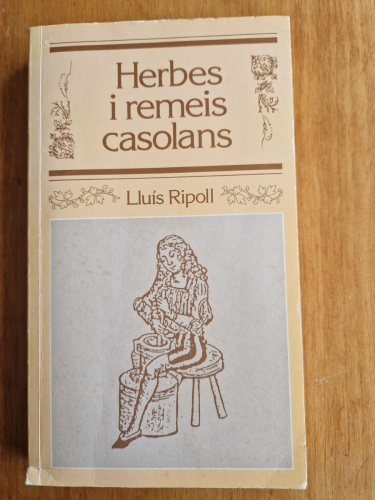 Herbes
i remeis
casolans
Lluís Ripoll